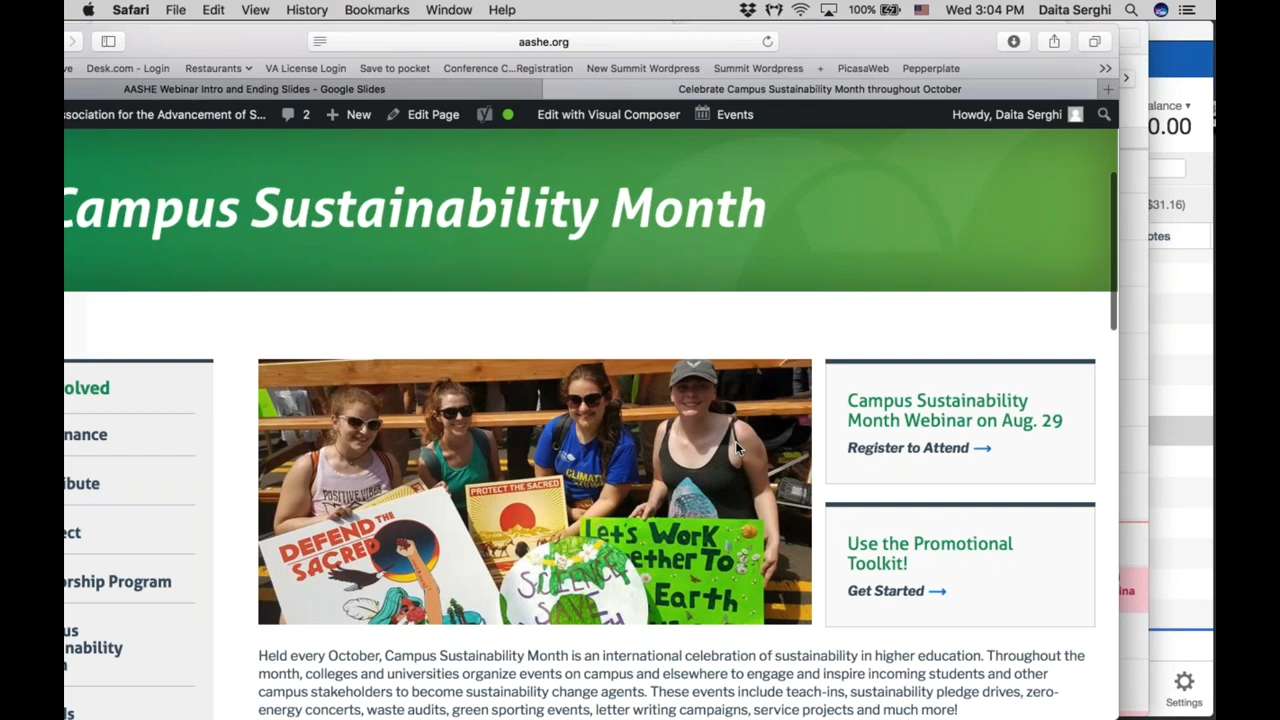 Safari File Edit View History Bookmarks Window Help 100% Wed 3:04 PM Daita Serghi
aashe.org
ve Desk.com - Login Restaurants VA License Login Save to pocket Conference C...Registration New Summit Wordpress Summit Wordpress + PicasaWeb Pepperplate
AASHE Webinar Intro and Ending Slides - Google Slides Celebrate Campus Sustainability Month throughout October
ssociation for the Advancement of S... 2 New Edit Page Edit with Visual Composer Events Howdy, Daita Serghi
alance
0.00
$31.16)
otes
Campus Sustainability Month
olved
nance
ibute
ect
orship Program
us
nability
ls
POSITIVE VIBES
DEFEND THE
SACRED
PROTECT THE SACRED
CLIMATE
Let's Work
ether To
Earth
SCIENCE
SAVE
Campus Sustainability
Month Webinar on Aug. 29
Register to Attend
Use the Promotional
Toolkit!
Get Started
ina
Held every October, Campus Sustainability Month is an international celebration of sustainability in higher education. Throughout the
month, colleges and universities organize events on campus and elsewhere to engage and inspire incoming students and other
campus stakeholders to become sustainability change agents. These events include teach-ins, sustainability pledge drives, zero-
energy concerts, waste audits, green sporting events, letter writing campaigns, service projects and much more!
Settings